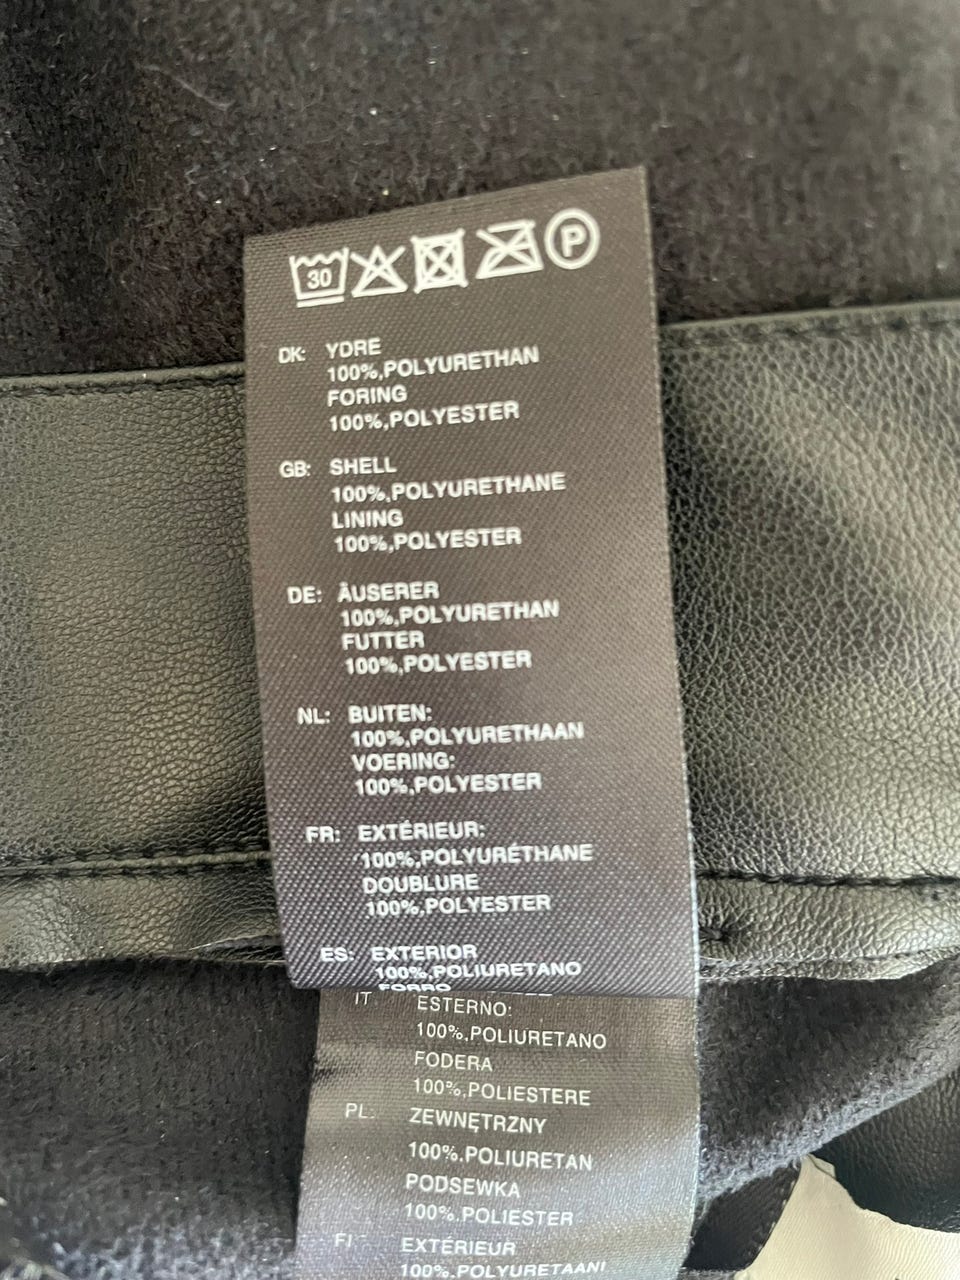 30 P
DK: YDRE
100%,POLYURETHAN
FORING
100%,POLYESTER
GB: SHELL
100%,POLYURETHANE
LINING
100%,POLYESTER
DE: ÄUSERER
100%,POLYURETHAN
FUTTER
100%,POLYESTER
NL: BUITEN:
100%,POLYURETHAAN
VOERING:
100%,POLYESTER
FR: EXTÉRIEUR:
100%,POLYURÉTHANE
DOUBLURE
100%,POLYESTER
ES: EXTERIOR
100%,POLIURETANO
FORRO
IT ESTERNO:
100%,POLIURETANO
FODERA
100%,POLIESTERE
PL: ZEWNĘTRZNY
100%.POLIURETAN
PODSEWKA
100%.POLIESTER
FI EXTÉRIEUR
100%,POLYURETAANI